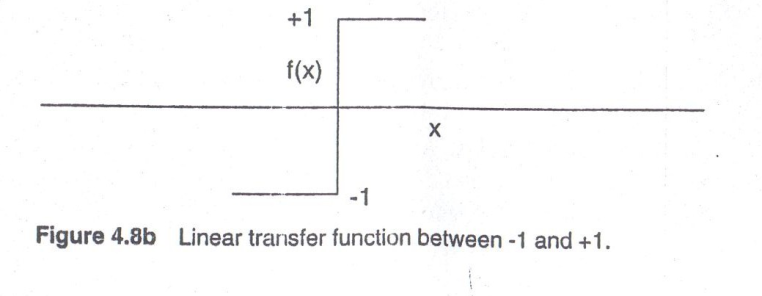 +1
f(x)
x
-1
Figure 4.8b Linear transfer function between -1 and +1.